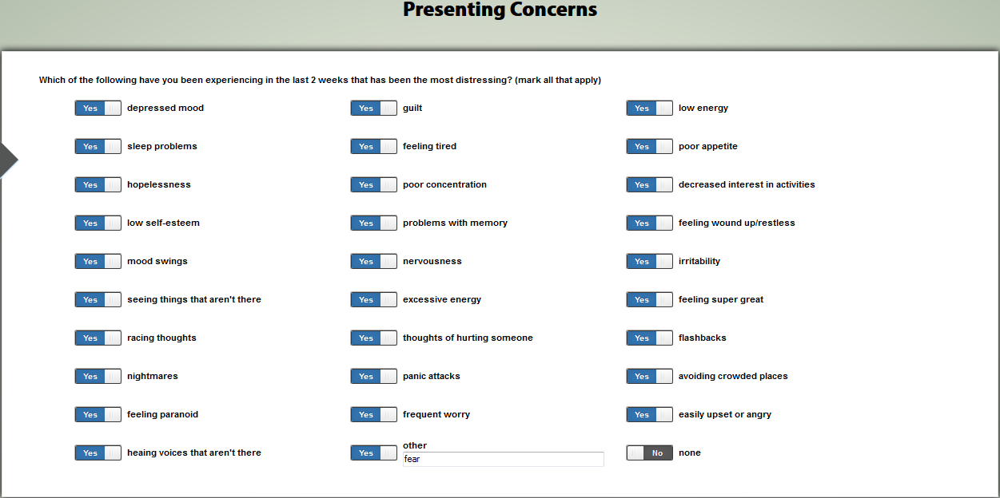 Presenting Concerns
Which of the following have you been experiencing in the last 2 weeks that has been the most distressing? (mark all that apply)
Yes depressed mood Yes guilt Yes low energy
Yes sleep problems Yes feeling tired Yes poor appetite
Yes hopelessness Yes poor concentration Yes decreased interest in activities
Yes low self-esteem Yes problems with memory Yes feeling wound up/restless
Yes mood swings Yes nervousness Yes irritability
Yes seeing things that aren't there Yes excessive energy Yes feeling super great
Yes racing thoughts Yes thoughts of hurting someone Yes flashbacks
Yes nightmares Yes panic attacks Yes avoiding crowded places
Yes feeling paranoid Yes frequent worry Yes easily upset or angry
other
Yes heaing voices that aren't there Yes No none
fear